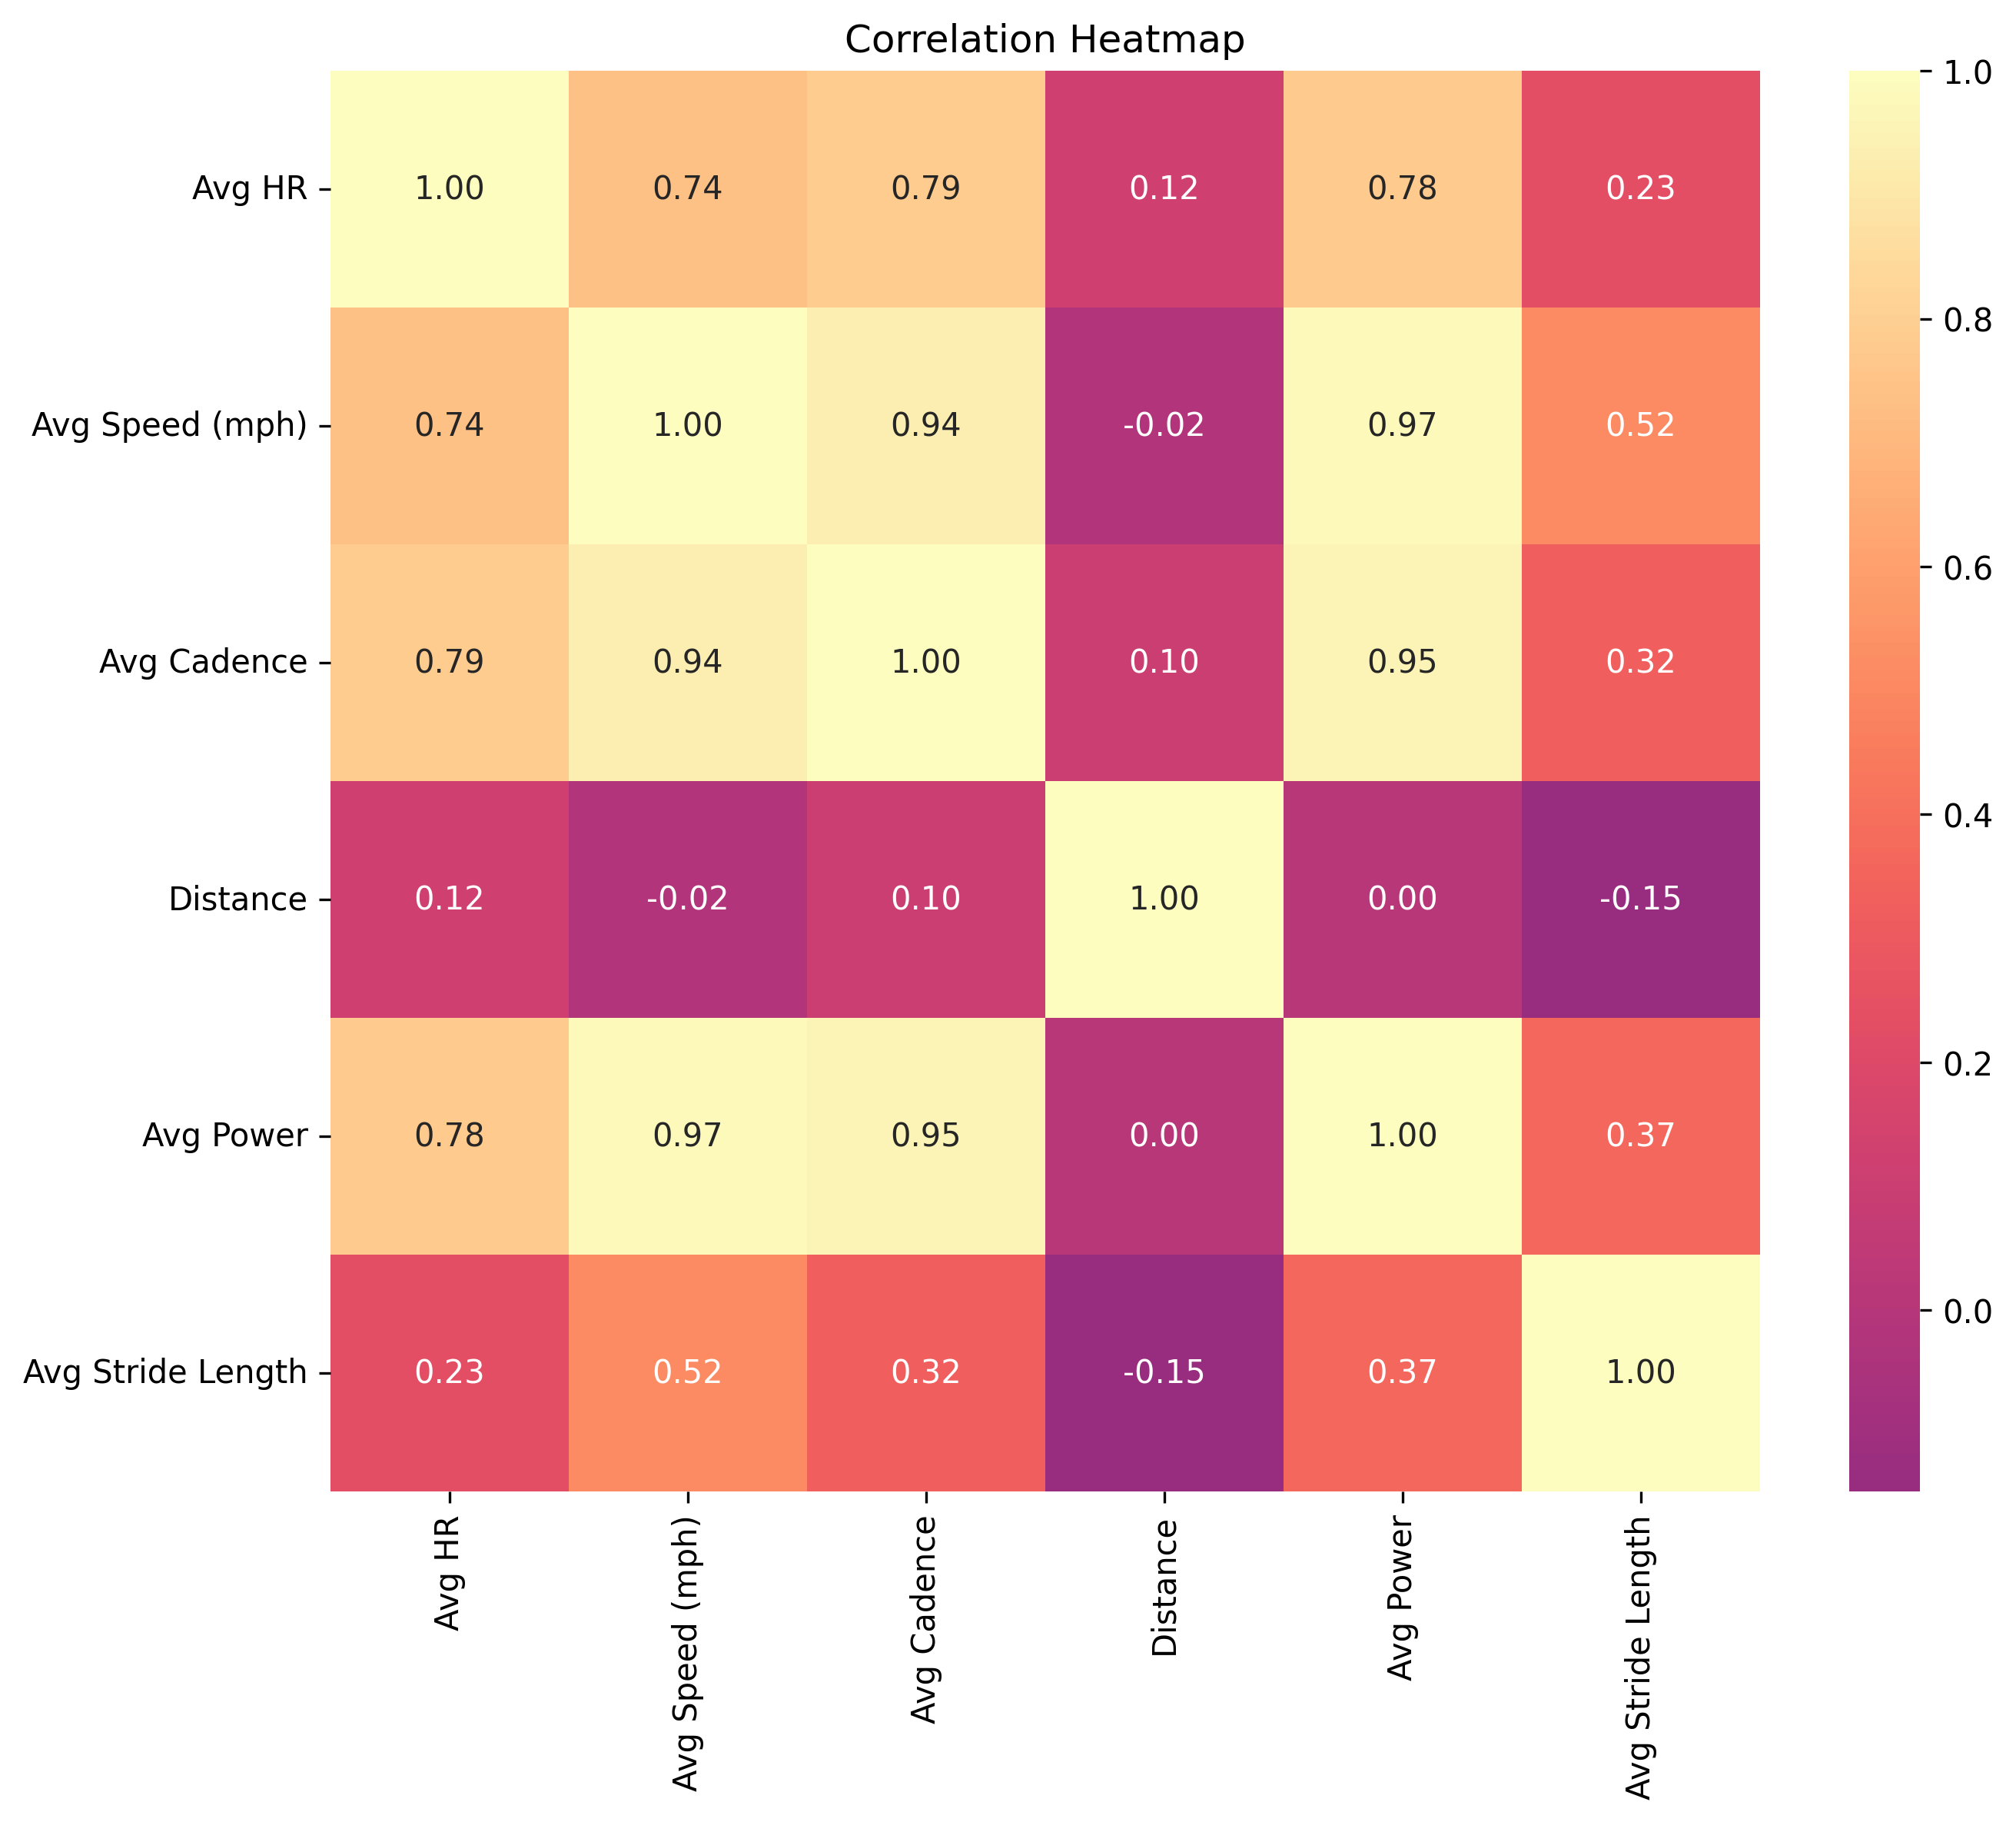 Correlation Heatmap
Avg HR 1.00 0.74 0.79 0.12 0.78 0.23
Avg Speed (mph) 0.74 1.00 0.94 -0.02 0.97 0.52
Avg Cadence 0.79 0.94 1.00 0.10 0.95 0.32
Distance 0.12 -0.02 0.10 1.00 0.00 -0.15
Avg Power 0.78 0.97 0.95 0.00 1.00 0.37
Avg Stride Length 0.23 0.52 0.32 -0.15 0.37 1.00
Avg HR
Avg Speed (mph)
Avg Cadence
Distance
Avg Power
Avg Stride Length
1.0
0.8
0.6
0.4
0.2
0.0